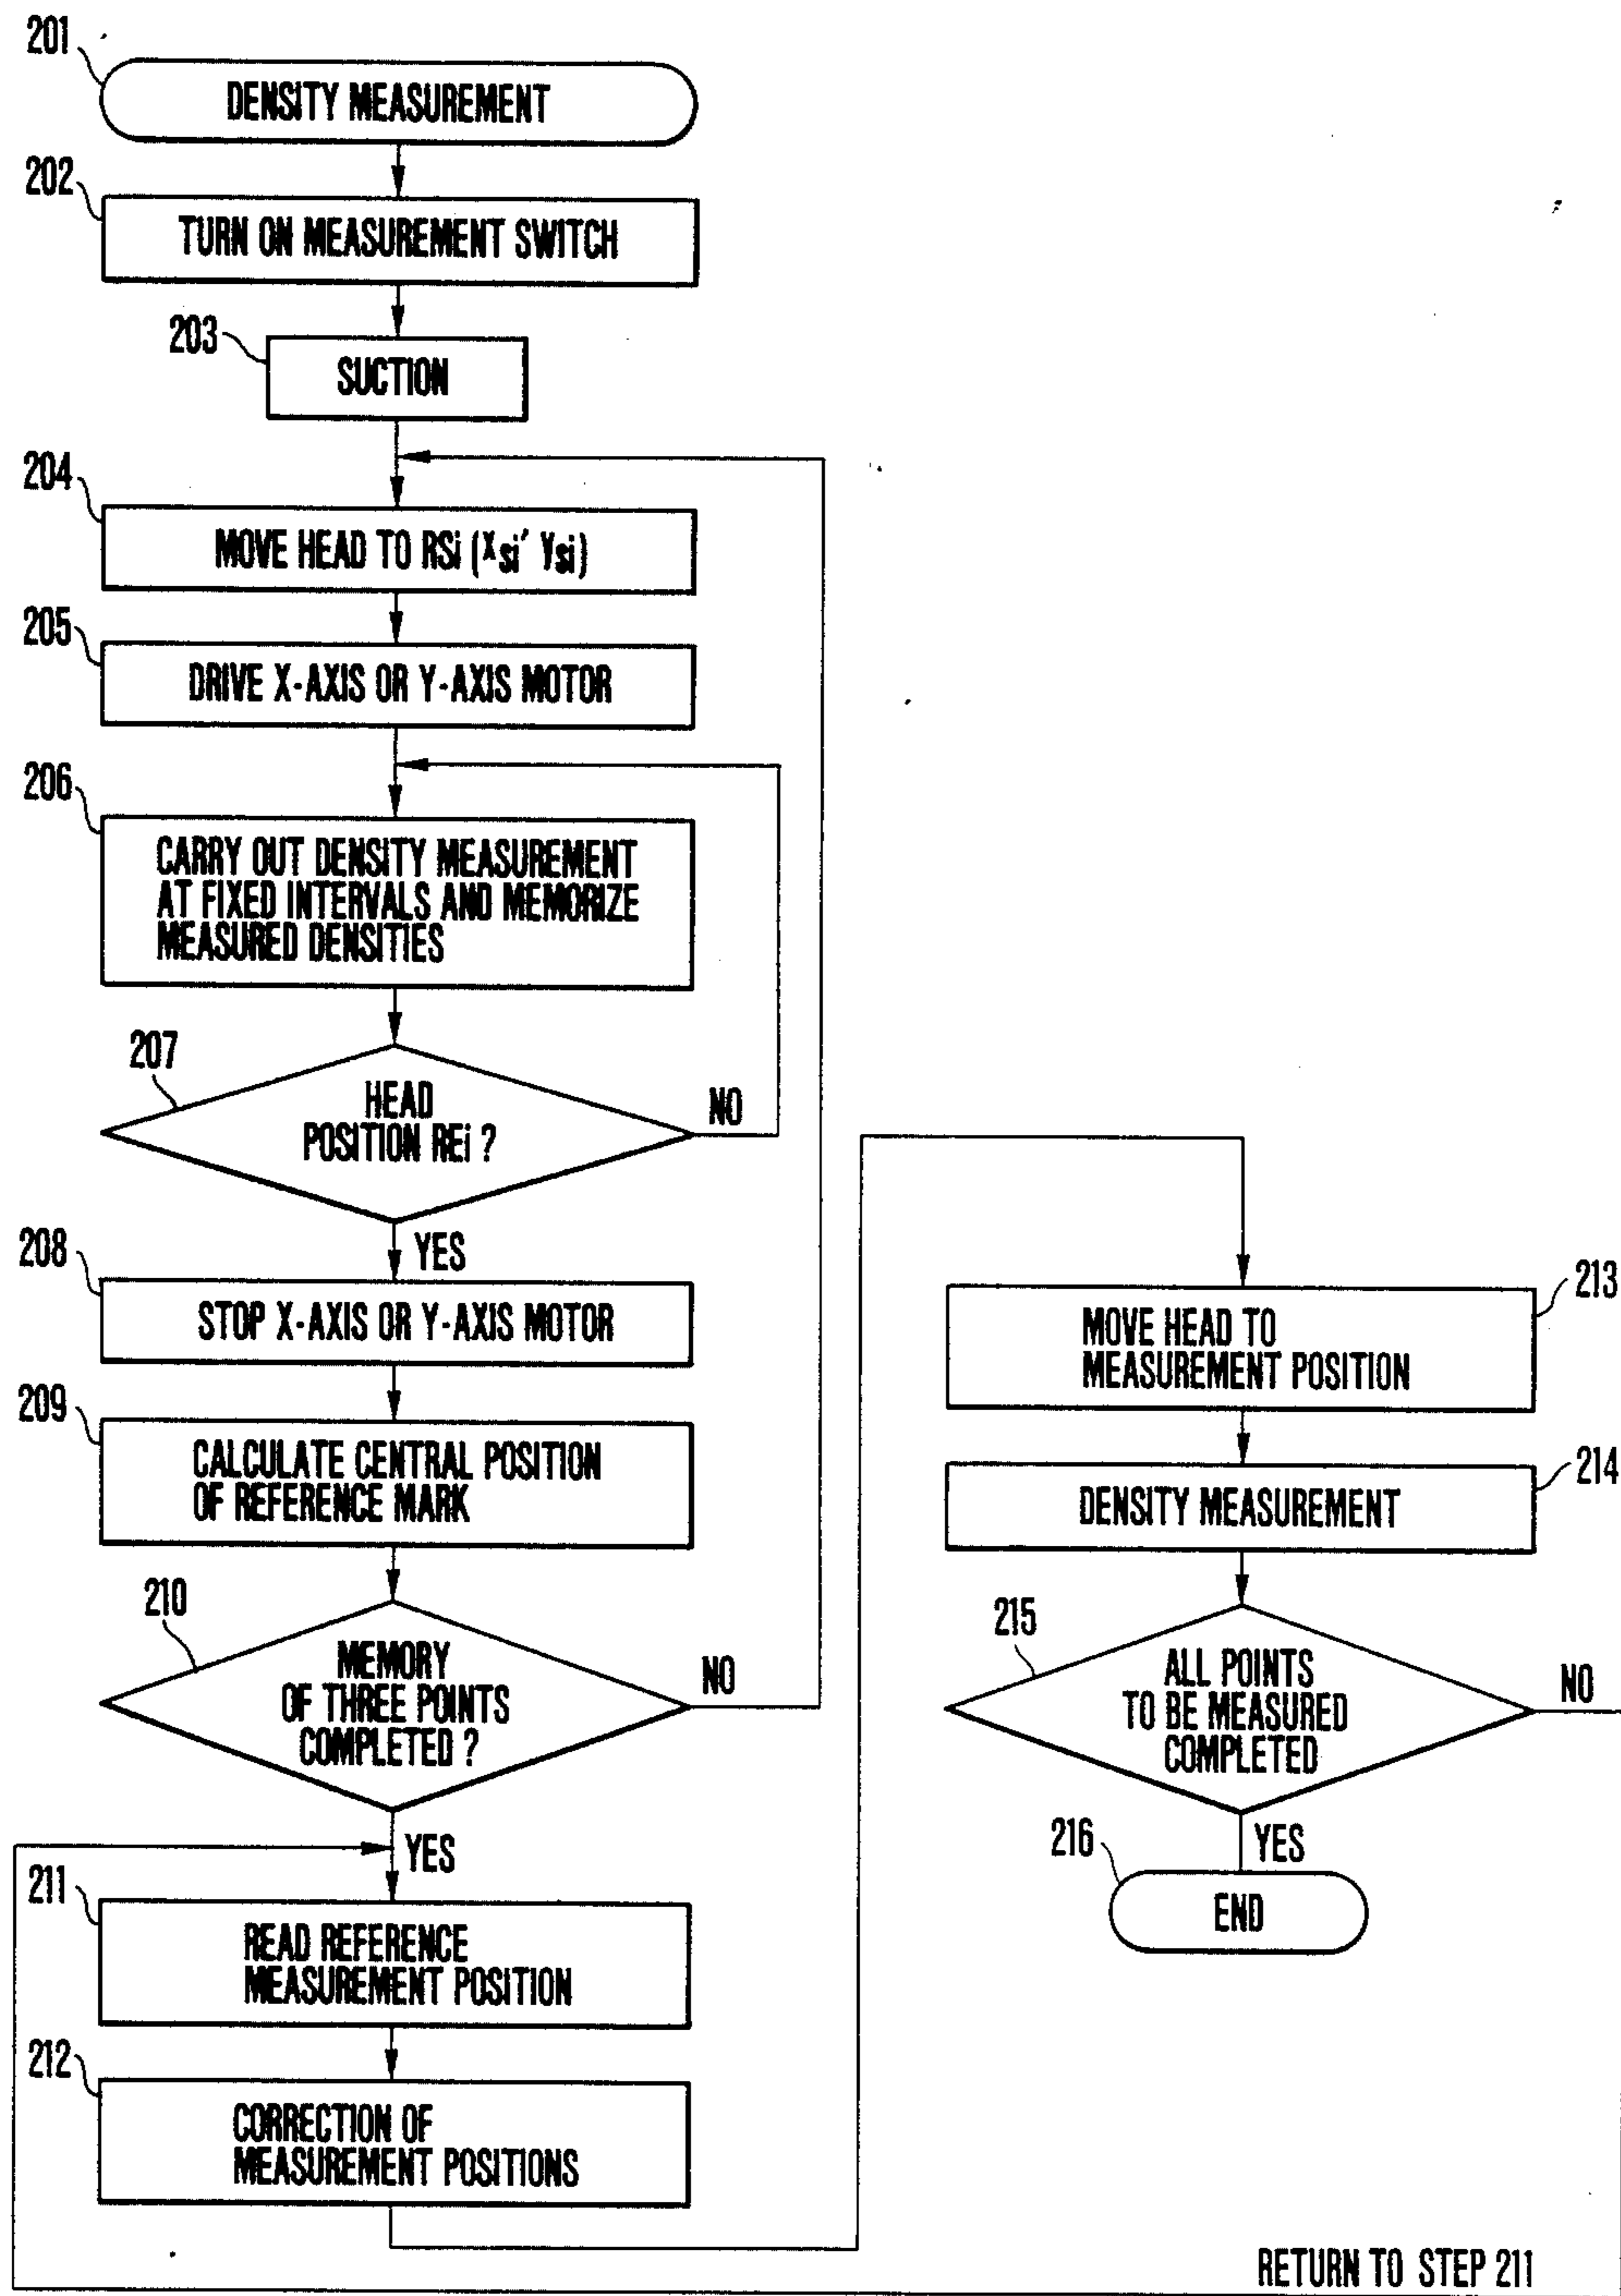 201
DENSITY MEASUREMENT
202
TURN ON MEASUREMENT SWITCH
203
SUCTION
204
MOVE HEAD TO RSi (Xsi' Ysi)
205
DRIVE X-AXIS OR Y-AXIS MOTOR
206
CARRY OUT DENSITY MEASUREMENT
AT FIXED INTERVALS AND MEMORIZE
MEASURED DENSITIES
207
HEAD
POSITION REi ?
NO
YES
208
STOP X-AXIS OR Y-AXIS MOTOR
209
CALCULATE CENTRAL POSITION
OF REFERENCE MARK
210
MEMORY
OF THREE POINTS
COMPLETED ?
NO
YES
211
READ REFERENCE
MEASUREMENT POSITION
212
CORRECTION OF
MEASUREMENT POSITIONS
213
MOVE HEAD TO
MEASUREMENT POSITION
214
DENSITY MEASUREMENT
215
ALL POINTS
TO BE MEASURED
COMPLETED
NO
YES
216
END
RETURN TO STEP 211